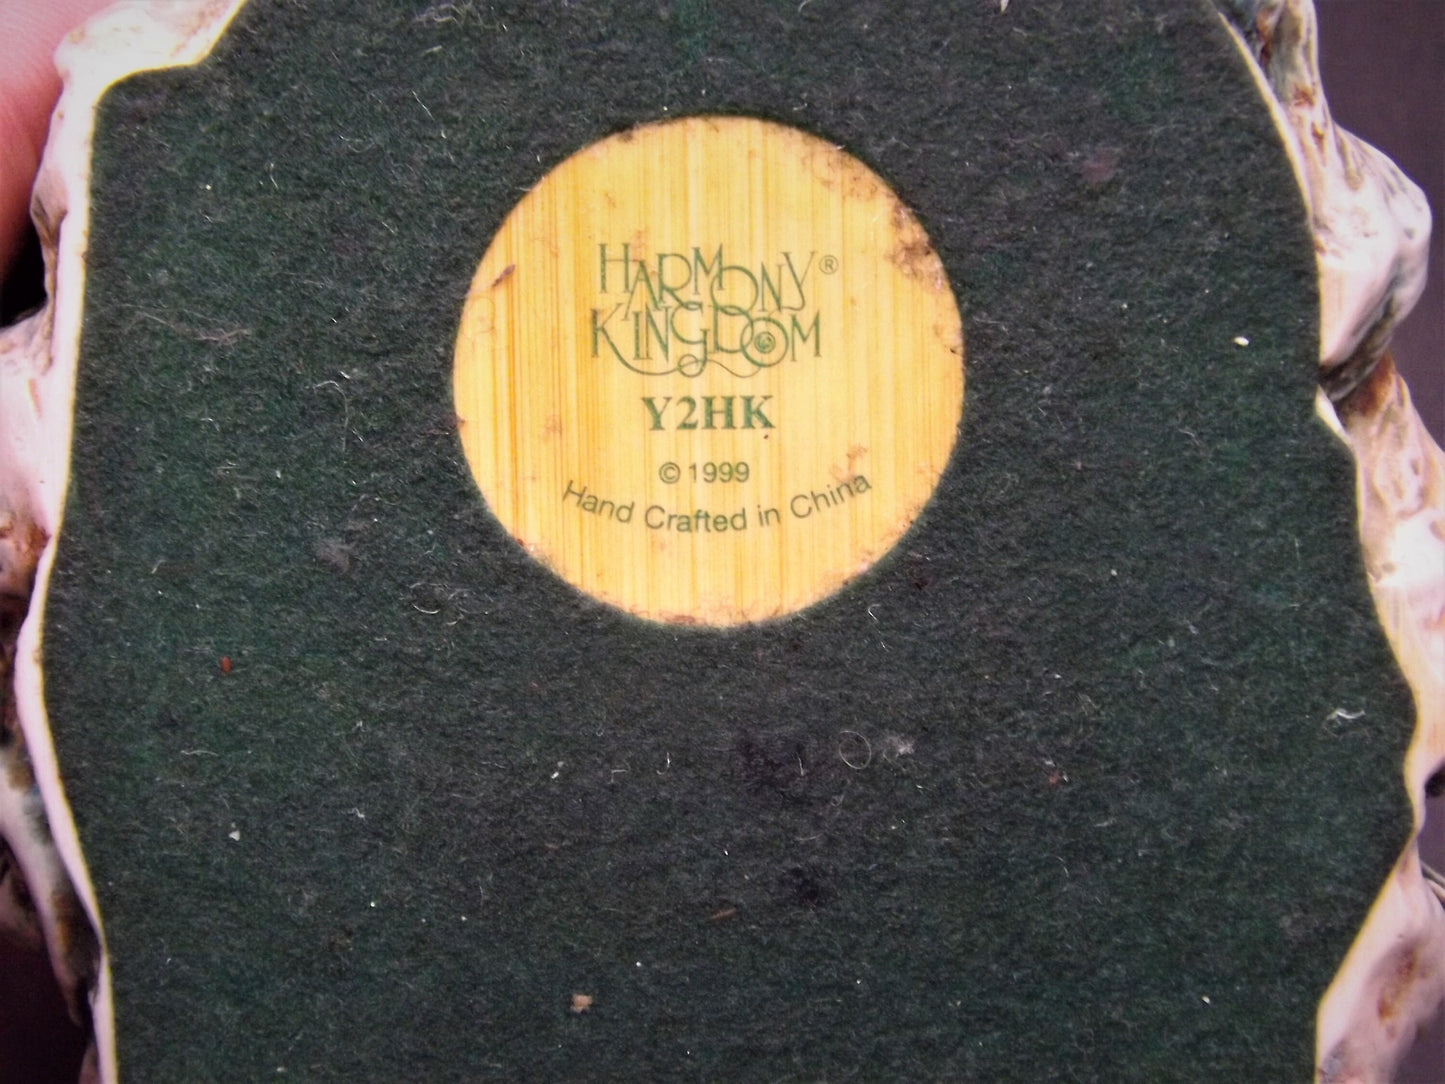 HARMONY®
KINGDOM
Y2HK
© 1999
Hand Crafted in China